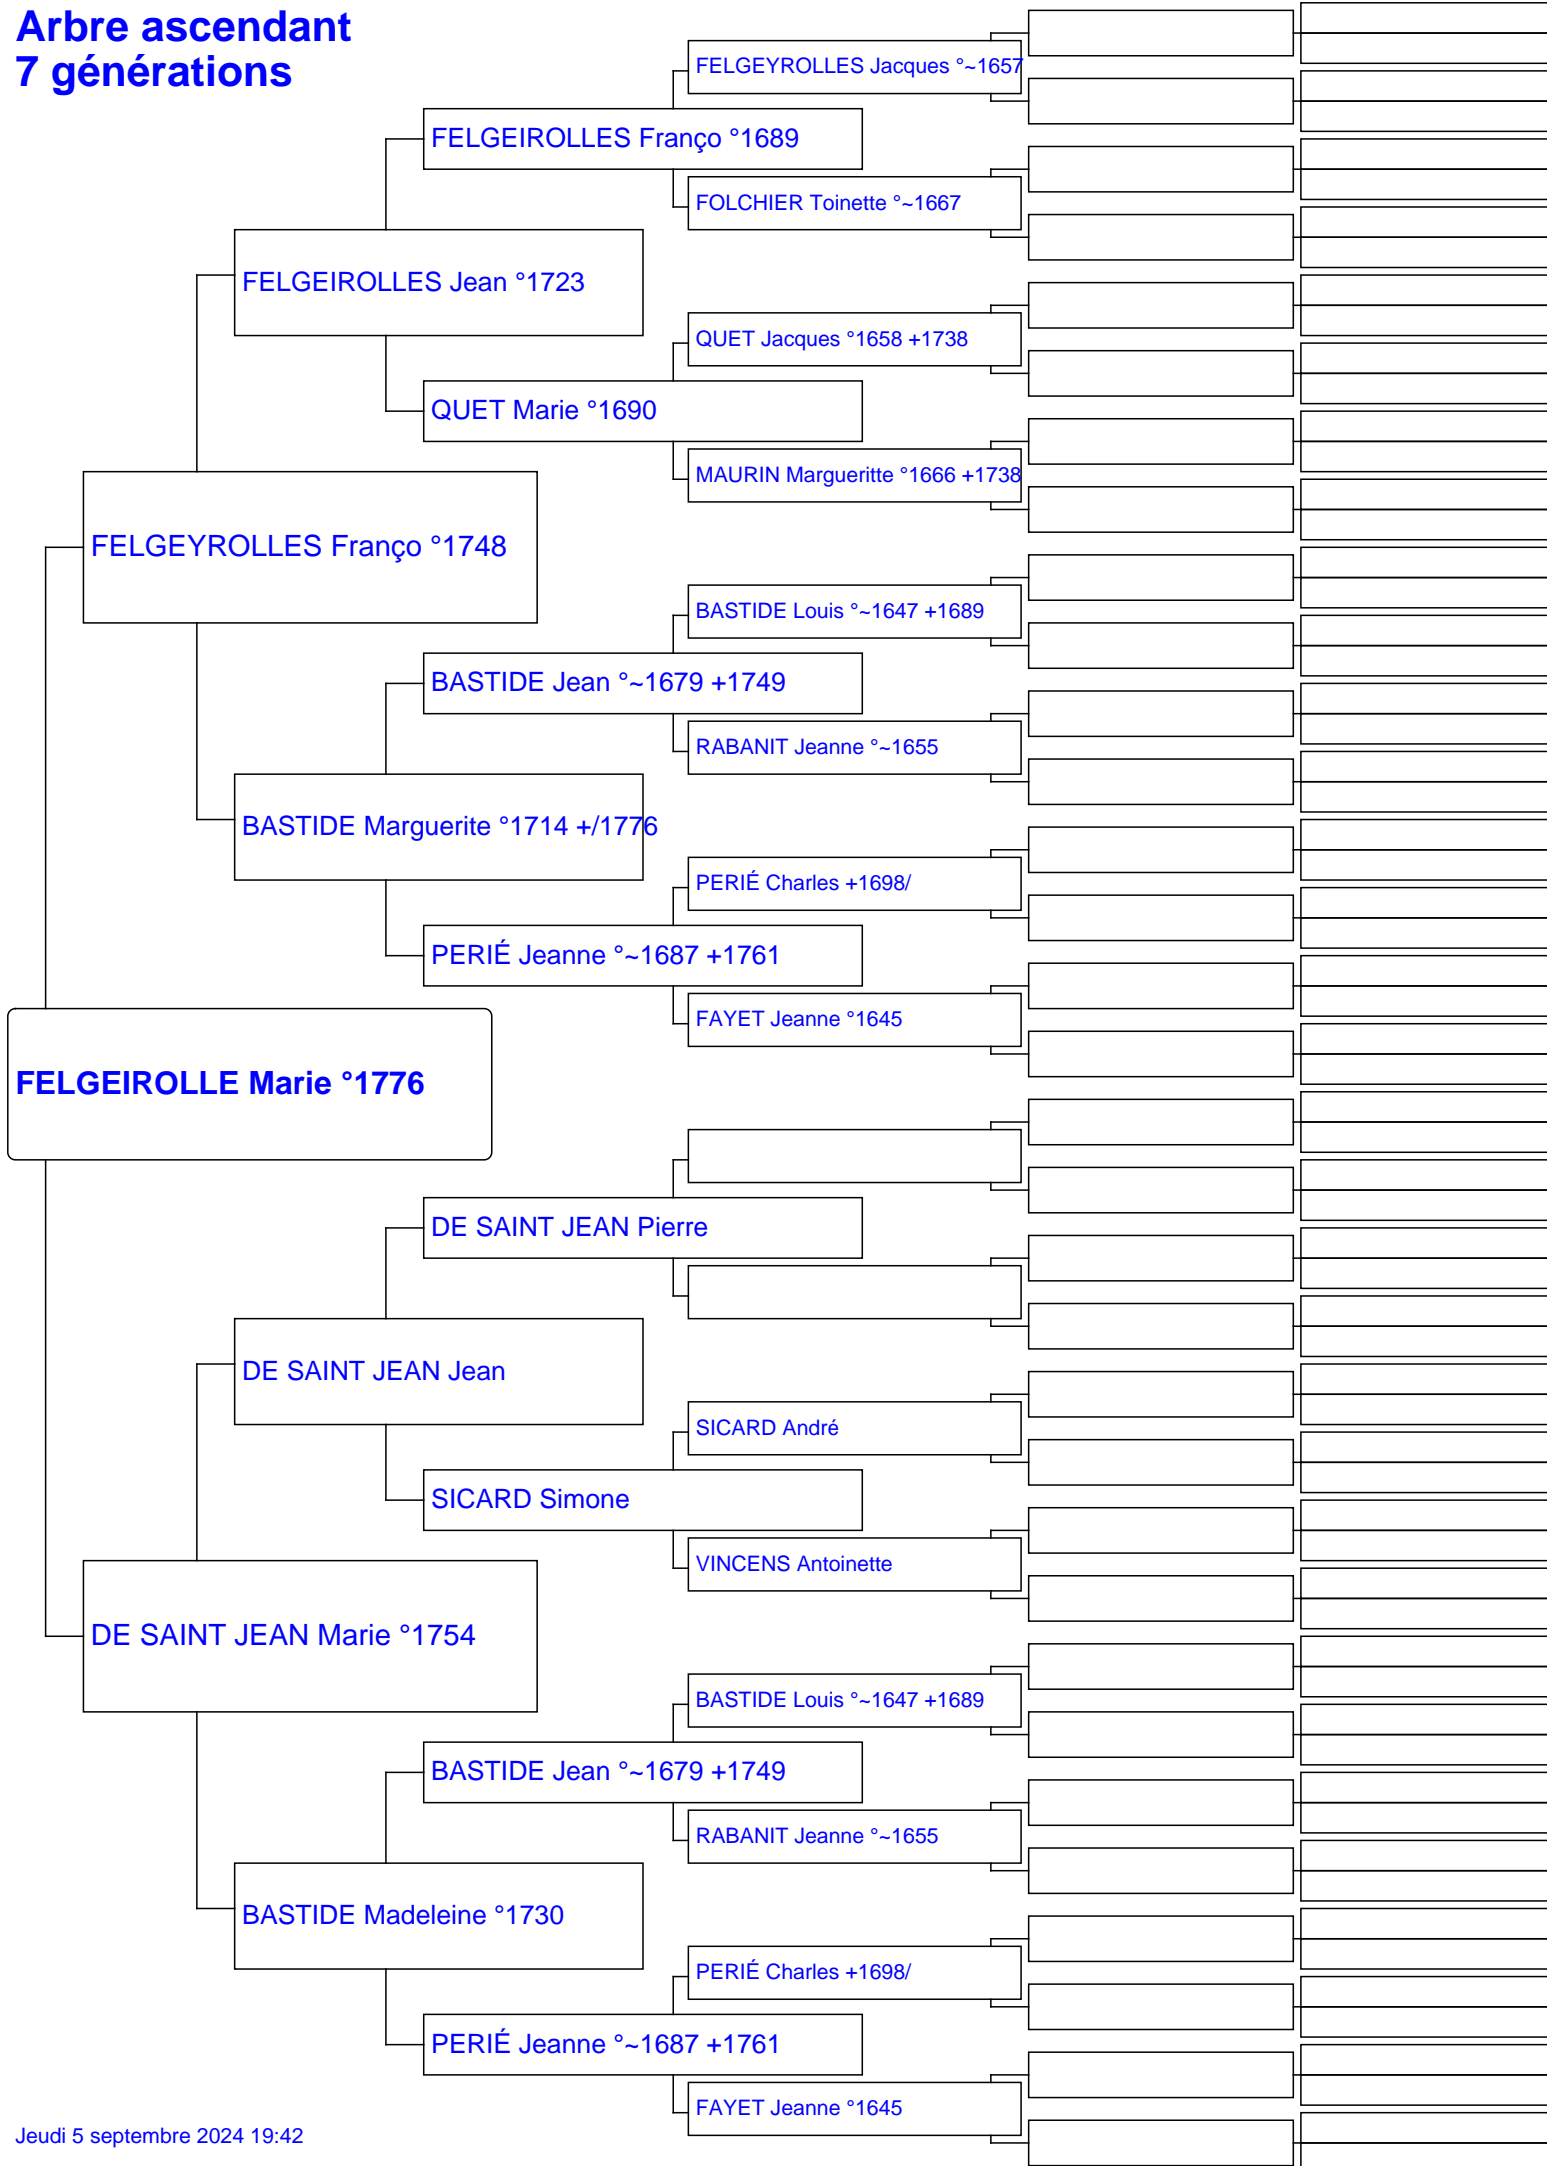 Arbre ascendant
7 générations
FELGEYROLLES Jacques °~1657
FELGEIROLLES Franço °1689
FOLCHIER Toinette °~1667
FELGEIROLLES Jean °1723
QUET Jacques °1658 +1738
QUET Marie °1690
MAURIN Margueritte °1666 +1738
FELGEYROLLES Franço °1748
BASTIDE Louis °~1647 +1689
BASTIDE Jean °~1679 +1749
RABANIT Jeanne °~1655
BASTIDE Marguerite °1714 +/1776
PERIÉ Charles +1698/
PERIÉ Jeanne °~1687 +1761
FAYET Jeanne °1645
FELGEIROLLE Marie °1776
DE SAINT JEAN Pierre
DE SAINT JEAN Jean
SICARD André
SICARD Simone
VINCENS Antoinette
DE SAINT JEAN Marie °1754
BASTIDE Louis °~1647 +1689
BASTIDE Jean °~1679 +1749
RABANIT Jeanne °~1655
BASTIDE Madeleine °1730
PERIÉ Charles +1698/
PERIÉ Jeanne °~1687 +1761
FAYET Jeanne °1645
Jeudi 5 septembre 2024 19:42